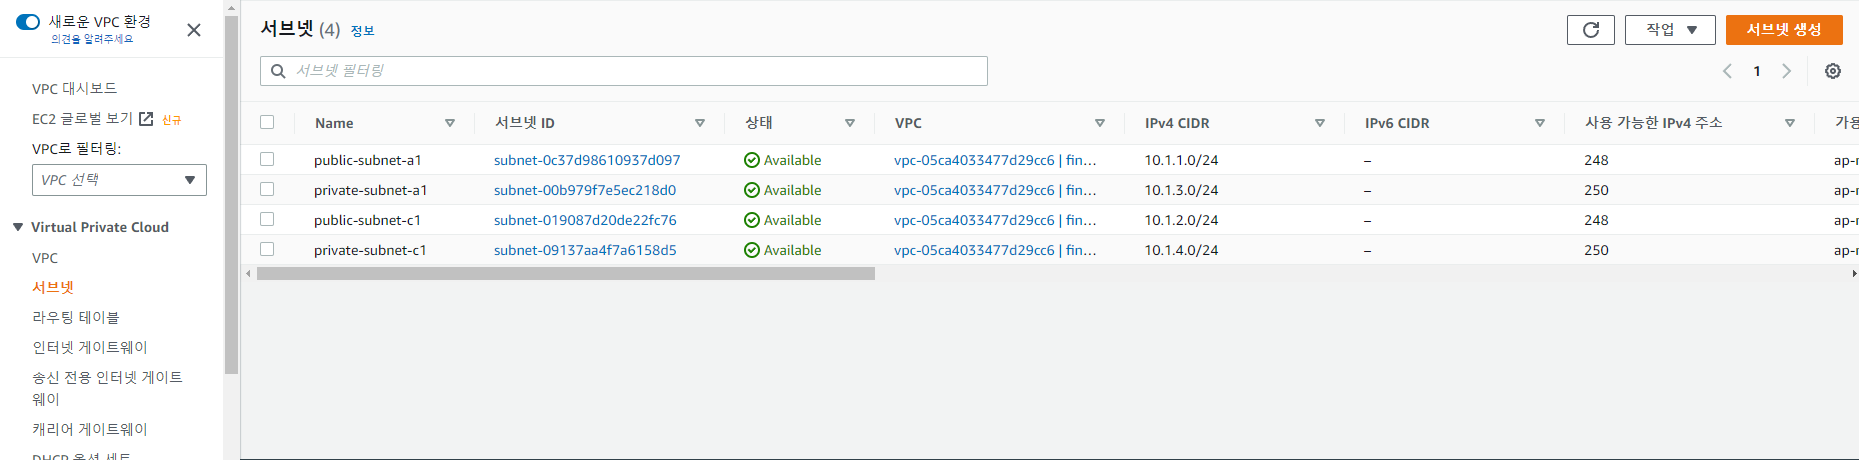 새로운 VPC 환경
의견을 알려주세요
VPC 대시보드
EC2 글로벌 보기 신규
VPC로 필터링:
VPC 선택
Virtual Private Cloud
VPC
서브넷
라우팅 테이블
인터넷 게이트웨이
송신 전용 인터넷 게이트
웨이
캐리어 게이트웨이
DHCP 옵션 세트
서브넷 (4) 정보
작업
서브넷 생성
서브넷 필터링
1
Name 서브넷 ID 상태 VPC IPv4 CIDR IPv6 CIDR 사용 가능한 IPv4 주소 가용
public-subnet-a1 subnet-0c37d98610937d097 Available vpc-05ca4033477d29cc6 | fin... 10.1.1.0/24 – 248 ap-n
private-subnet-a1 subnet-00b979f7e5ec218d0 Available vpc-05ca4033477d29cc6 | fin... 10.1.3.0/24 – 250 ap-n
public-subnet-c1 subnet-019087d20de22fc76 Available vpc-05ca4033477d29cc6 | fin... 10.1.2.0/24 – 248 ap-n
private-subnet-c1 subnet-09137aa4f7a6158d5 Available vpc-05ca4033477d29cc6 | fin... 10.1.4.0/24 – 250 ap-n